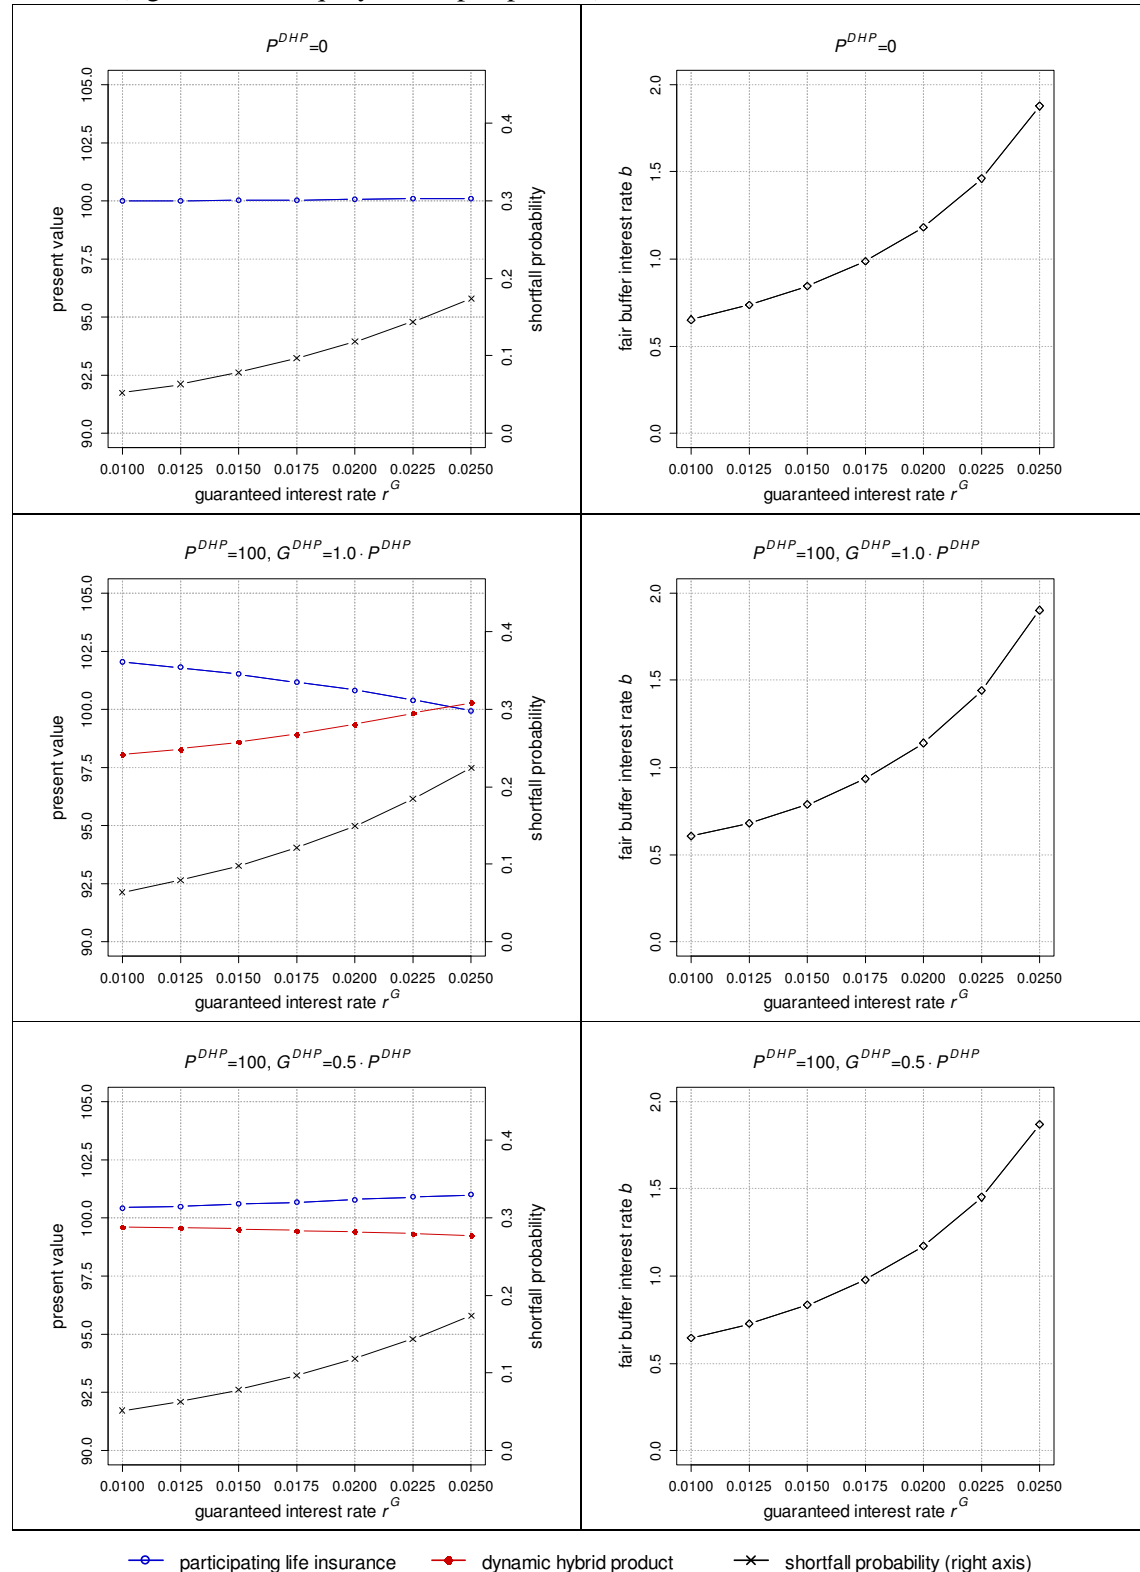 P^DHP=0
present value
90.0 92.5 95.0 97.5 100.0 102.5 105.0
shortfall probability
0.0 0.1 0.2 0.3 0.4
0.0100 0.0125 0.0150 0.0175 0.0200 0.0225 0.0250
guaranteed interest rate r^G
P^DHP=0
fair buffer interest rate b
0.0 0.5 1.0 1.5 2.0
0.0100 0.0125 0.0150 0.0175 0.0200 0.0225 0.0250
guaranteed interest rate r^G
P^DHP=100, G^DHP=1.0· P^DHP
present value
90.0 92.5 95.0 97.5 100.0 102.5 105.0
shortfall probability
0.0 0.1 0.2 0.3 0.4
0.0100 0.0125 0.0150 0.0175 0.0200 0.0225 0.0250
guaranteed interest rate r^G
P^DHP=100, G^DHP=1.0· P^DHP
fair buffer interest rate b
0.0 0.5 1.0 1.5 2.0
0.0100 0.0125 0.0150 0.0175 0.0200 0.0225 0.0250
guaranteed interest rate r^G
P^DHP=100, G^DHP=0.5· P^DHP
present value
90.0 92.5 95.0 97.5 100.0 102.5 105.0
shortfall probability
0.0 0.1 0.2 0.3 0.4
0.0100 0.0125 0.0150 0.0175 0.0200 0.0225 0.0250
guaranteed interest rate r^G
P^DHP=100, G^DHP=0.5· P^DHP
fair buffer interest rate b
0.0 0.5 1.0 1.5 2.0
0.0100 0.0125 0.0150 0.0175 0.0200 0.0225 0.0250
guaranteed interest rate r^G
participating life insurance dynamic hybrid product shortfall probability (right axis)